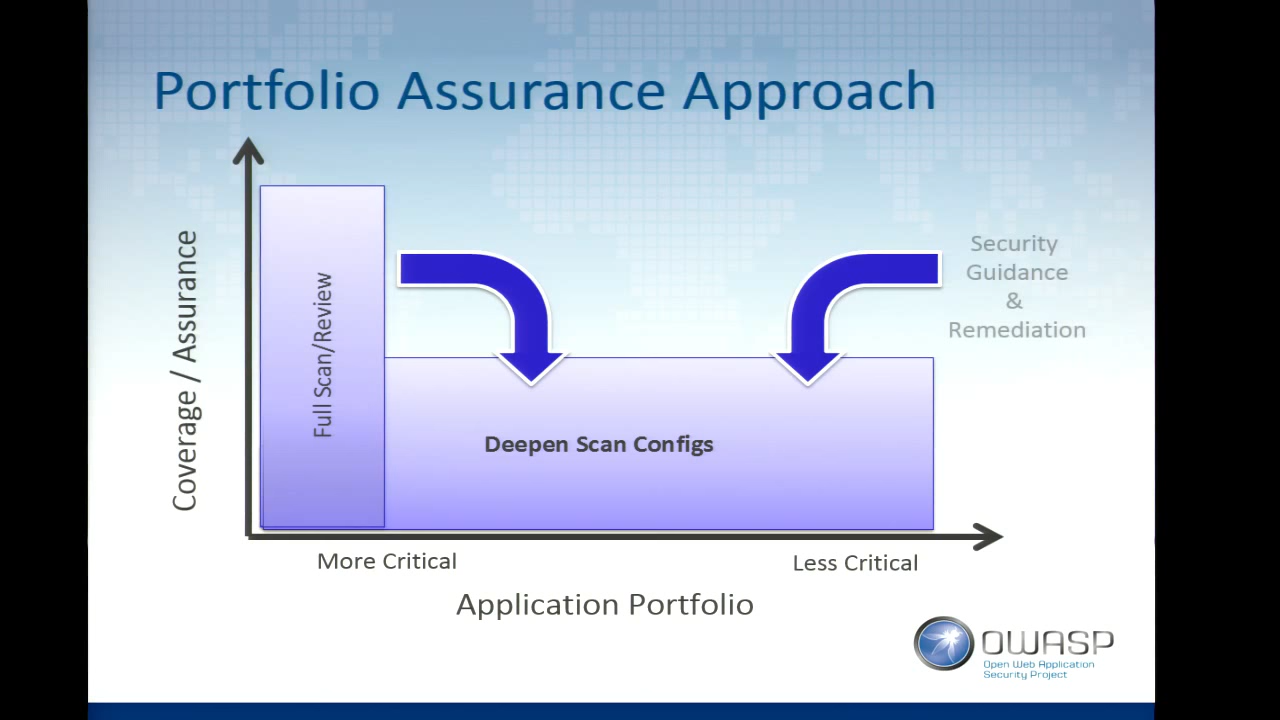 Portfolio Assurance Approach
Coverage / Assurance
Full Scan/Review
Security
Guidance
&
Remediation
Deepen Scan Configs
More Critical
Less Critical
Application Portfolio
OWASP
Open Web Application
Security Project